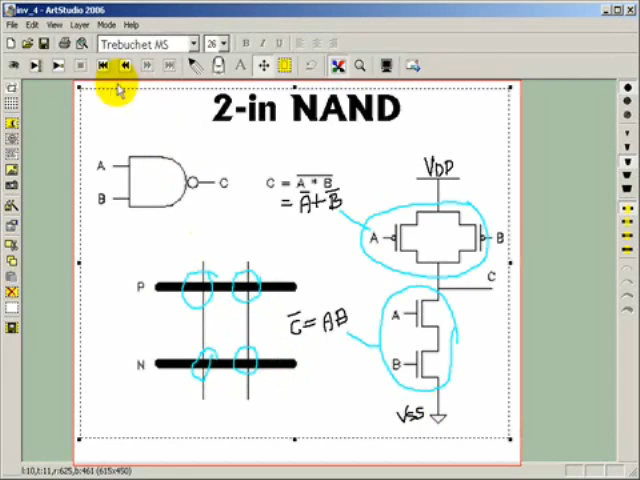 inv_4 - ArtStudio 2006
File Edit View Layer Mode Help
Trebuchet MS 26 B I U
2-in NAND
A
B
C
C = \overline{A * B}
= A̅ + B̅
VDD
A
B
C
P
C̅ = AB
A
N
B
VSS
l:10,t:11,r:625,b:461 (615x450)